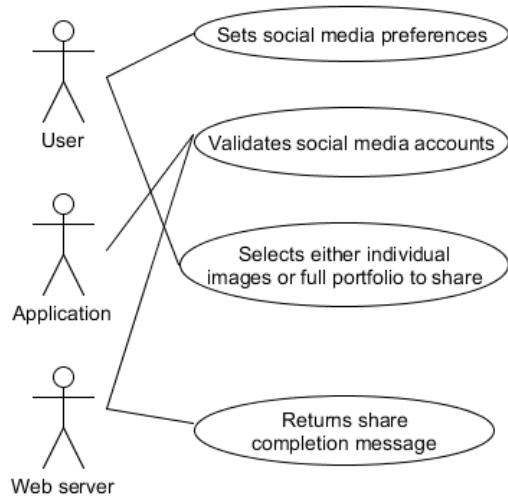 Sets social media preferences
User
Validates social media accounts
Selects either individual
images or full portfolio to share
Application
Returns share
completion message
Web server